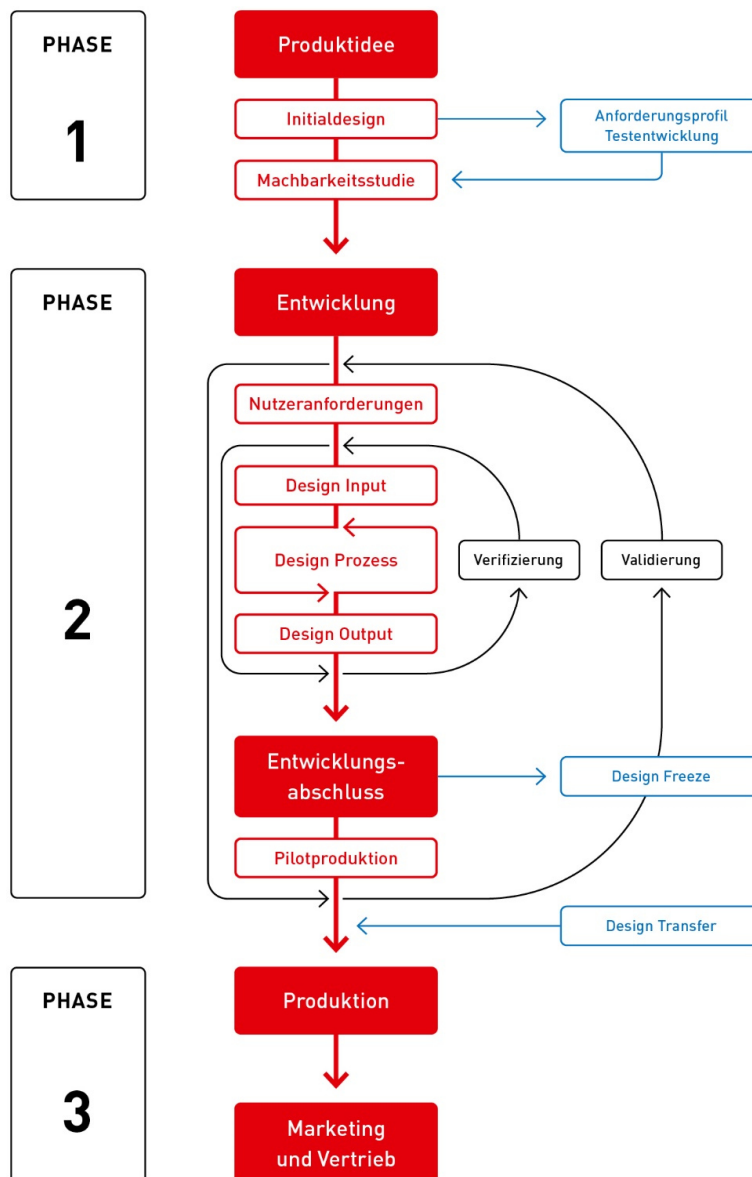 PHASE
1
Produktidee
Initialdesign
Anforderungsprofil
Testentwicklung
Machbarkeitsstudie
PHASE
2
Entwicklung
Nutzeranforderungen
Design Input
Design Prozess
Verifizierung
Validierung
Design Output
Entwicklungs-
abschluss
Design Freeze
Pilotproduktion
Design Transfer
PHASE
3
Produktion
Marketing
und Vertrieb